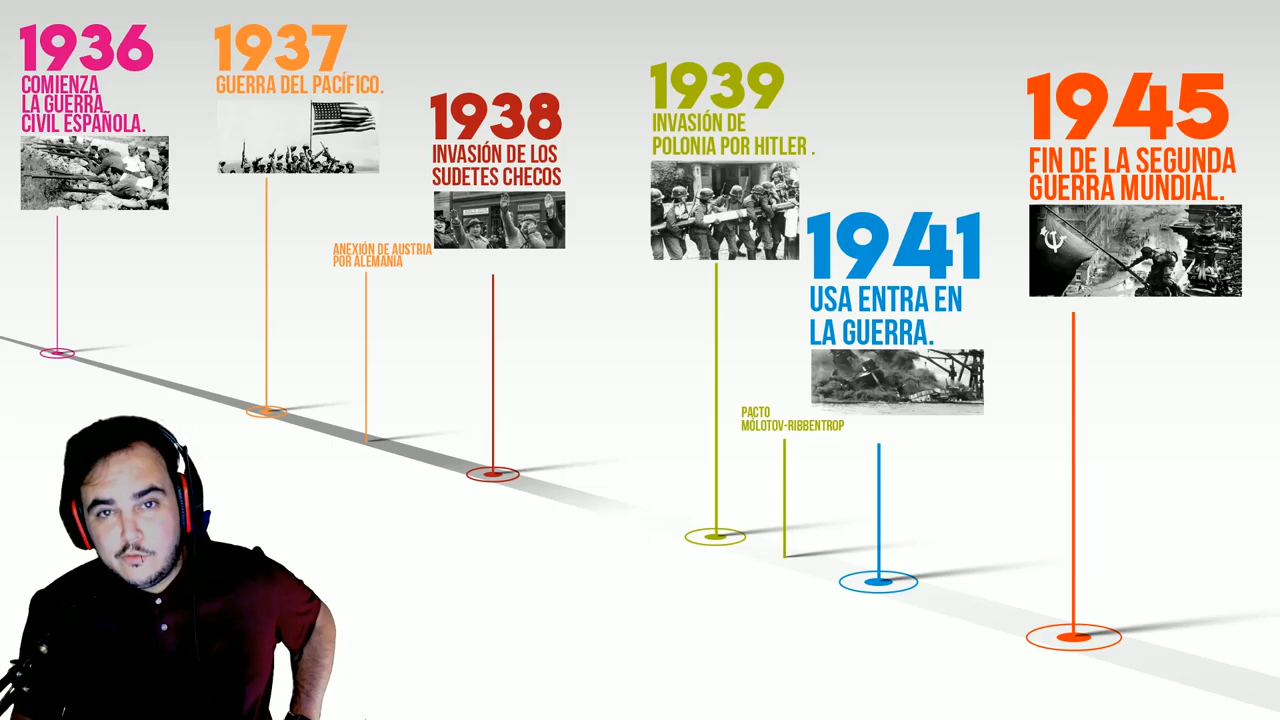 1936
COMIENZA
LA GUERRA
CIVIL ESPAÑOLA.
1937
GUERRA DEL PACÍFICO.
ANEXIÓN DE AUSTRIA
POR ALEMANIA
1938
INVASIÓN DE LOS
SUDETES CHECOS
1939
INVASIÓN DE
POLONIA POR HITLER .
PACTO
MÓLOTOV-RIBBENTROP
1941
USA ENTRA EN
LA GUERRA.
1945
FIN DE LA SEGUNDA
GUERRA MUNDIAL.